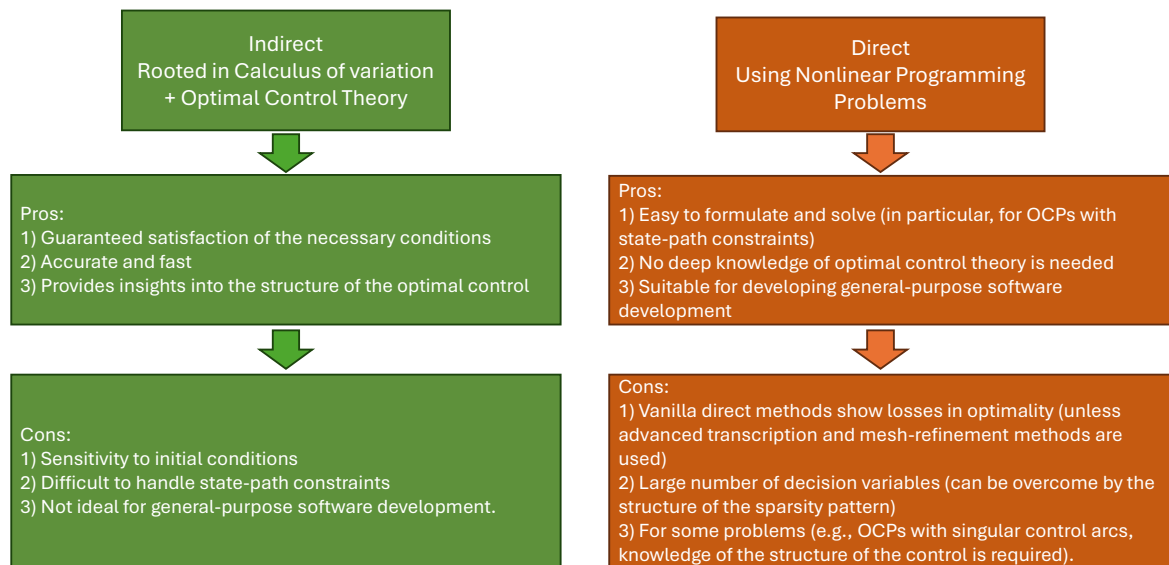 Indirect
Rooted in Calculus of variation
+ Optimal Control Theory
Pros:
1) Guaranteed satisfaction of the necessary conditions
2) Accurate and fast
3) Provides insights into the structure of the optimal control
Cons:
1) Sensitivity to initial conditions
2) Difficult to handle state-path constraints
3) Not ideal for general-purpose software development.
Direct
Using Nonlinear Programming
Problems
Pros:
1) Easy to formulate and solve (in particular, for OCPs with
state-path constraints)
2) No deep knowledge of optimal control theory is needed
3) Suitable for developing general-purpose software
development
Cons:
1) Vanilla direct methods show losses in optimality (unless
advanced transcription and mesh-refinement methods are
used)
2) Large number of decision variables (can be overcome by the
structure of the sparsity pattern)
3) For some problems (e.g., OCPs with singular control arcs,
knowledge of the structure of the control is required).